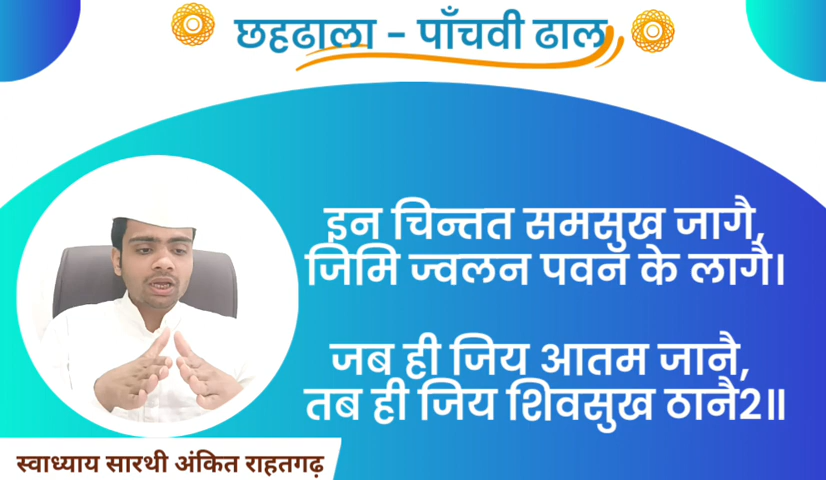 छहढाला - पाँचवी ढाल
इन चिन्तत समसुख जागै,
जिमि ज्वलन पवन के लागै।
जब ही जिय आतम जानै,
तब ही जिय शिवसुख ठानै2॥
स्वाध्याय सारथी अंकित राहतगढ़